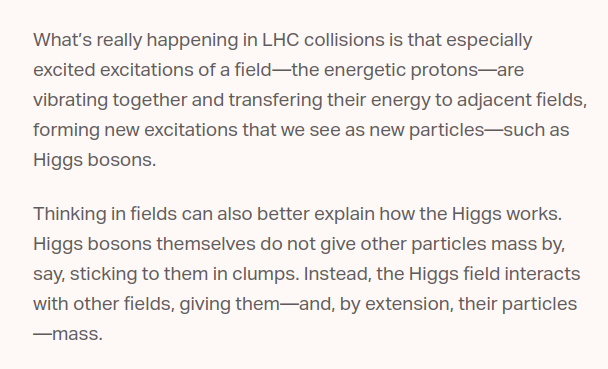 What’s really happening in LHC collisions is that especially
excited excitations of a field—the energetic protons—are
vibrating together and transfering their energy to adjacent fields,
forming new excitations that we see as new particles—such as
Higgs bosons.
Thinking in fields can also better explain how the Higgs works.
Higgs bosons themselves do not give other particles mass by,
say, sticking to them in clumps. Instead, the Higgs field interacts
with other fields, giving them—and, by extension, their particles
—mass.